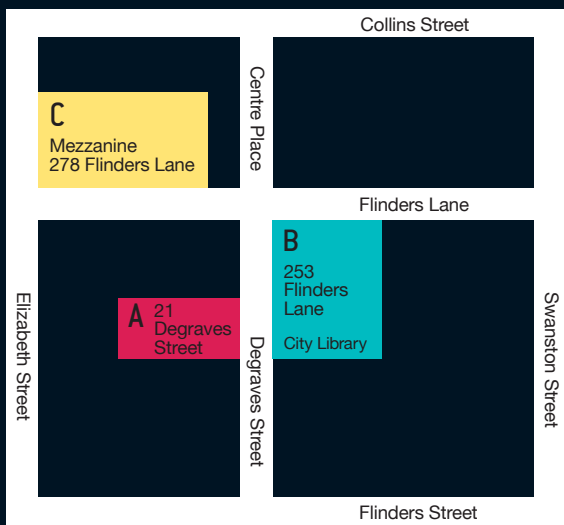 Collins Street
Centre Place
C
Mezzanine
278 Flinders Lane
Flinders Lane
B
253
Flinders
Lane
City Library
A
21
Degraves
Street
Elizabeth Street
Degraves Street
Swanston Street
Flinders Street